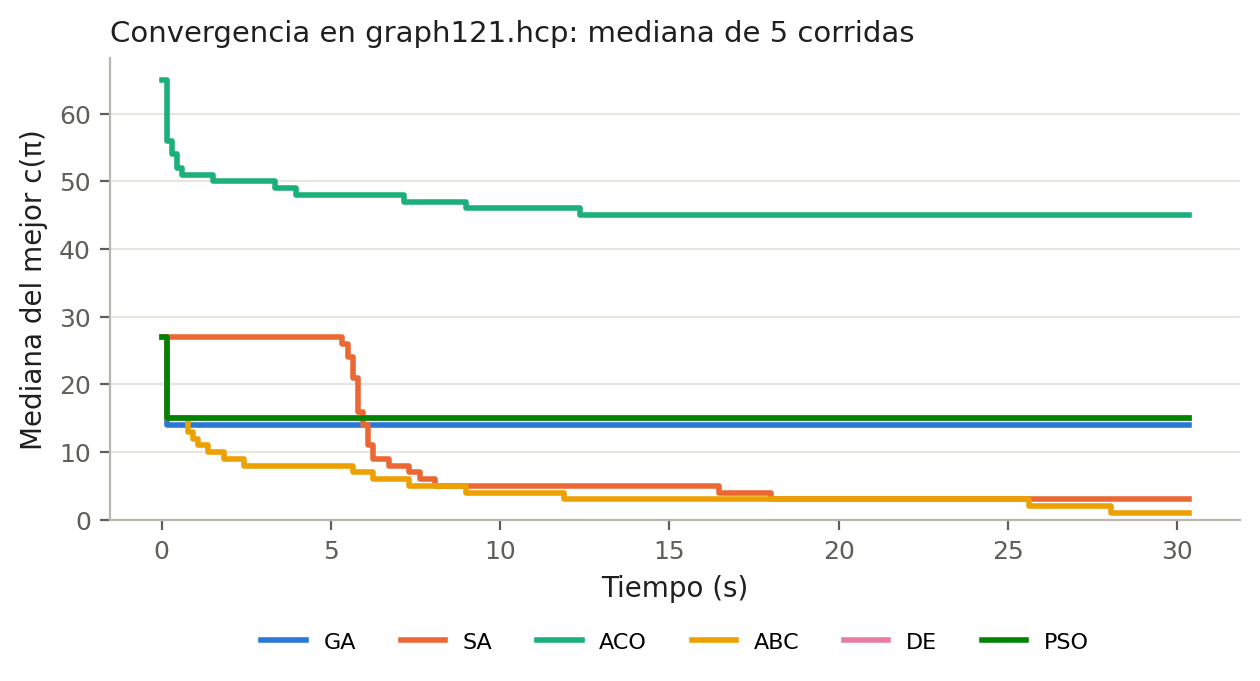 Convergencia en graph121.hcp: mediana de 5 corridas
Mediana del mejor c(π)
60
50
40
30
20
10
0
0 5 10 15 20 25 30
Tiempo (s)
GA SA ACO ABC DE PSO